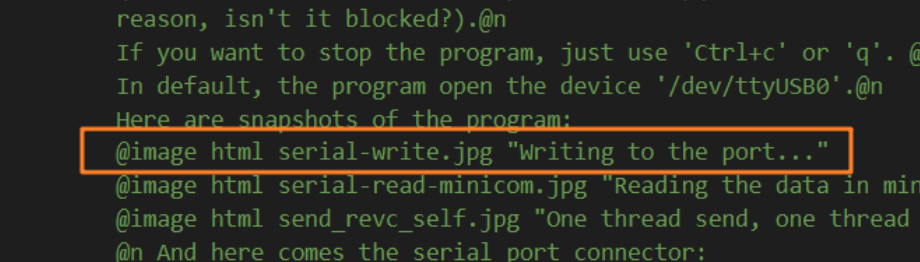 reason, isn't it blocked?).@n
If you want to stop the program, just use 'Ctrl+c' or 'q'. @
In default, the program open the device '/dev/ttyUSB0'.@n
Here are snapshots of the program:
@image html serial-write.jpg "Writing to the port..."
@image html serial-read-minicom.jpg "Reading the data in min
@image html send_revc_self.jpg "One thread send, one thread
@n And here comes the serial port connector: